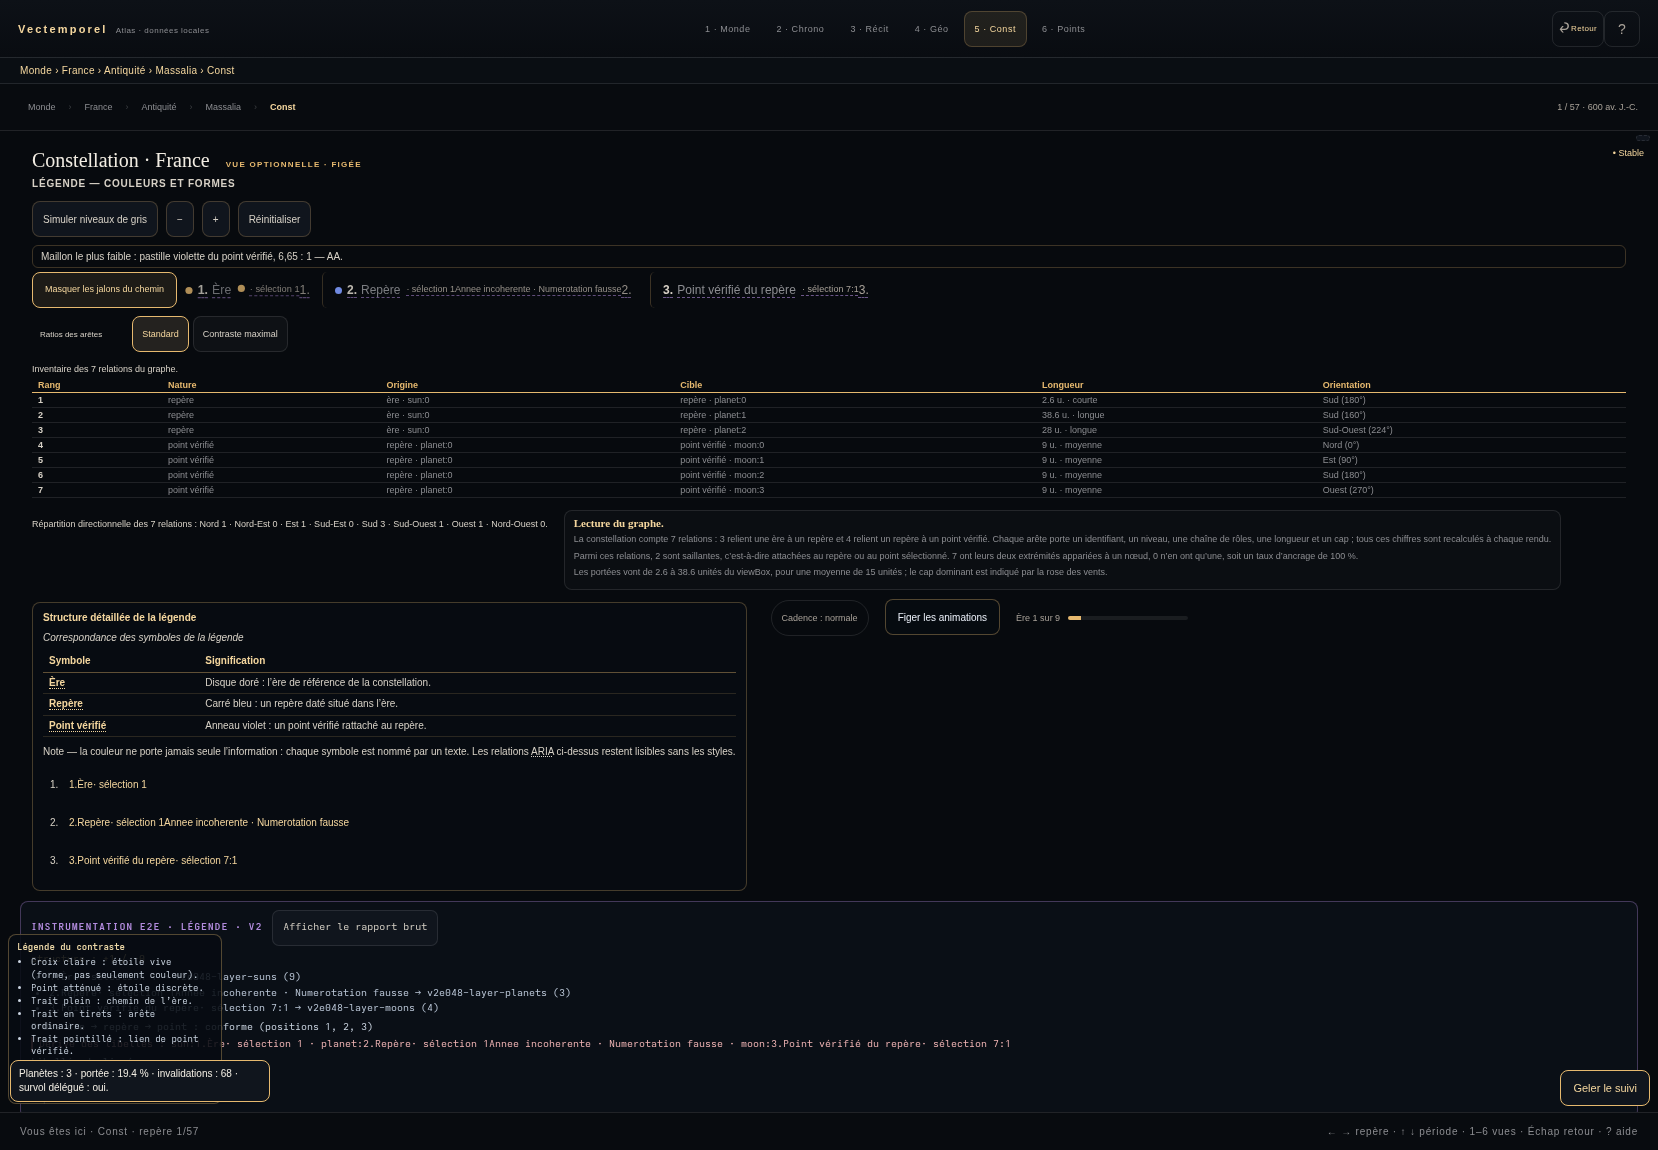 Vectemporel Atlas · données locales
1 · Monde 2 · Chrono 3 · Récit 4 · Géo 5 · Const 6 · Points
Retour ?
Monde › France › Antiquité › Massalia › Const
Monde › France › Antiquité › Massalia › Const
1 / 57 · 600 av. J.-C.
Constellation · France VUE OPTIONNELLE · FIGÉE
• Stable
LÉGENDE — COULEURS ET FORMES
Simuler niveaux de gris − + Réinitialiser
Maillon le plus faible : pastille violette du point vérifié, 6,65 : 1 — AA.
Masquer les jalons du chemin 1. Ère · sélection 1 1. 2. Repère · sélection 1Annee incoherente · Numerotation fausse 2. 3. Point vérifié du repère · sélection 7:1 3.
Ratios des arêtes Standard Contraste maximal
Inventaire des 7 relations du graphe.
Rang Nature Origine Cible Longueur Orientation
1 repère ère · sun:0 repère · planet:0 2.6 u. · courte Sud (180°)
2 repère ère · sun:0 repère · planet:1 38.6 u. · longue Sud (160°)
3 repère ère · sun:0 repère · planet:2 28 u. · longue Sud-Ouest (224°)
4 point vérifié repère · planet:0 point vérifié · moon:0 9 u. · moyenne Nord (0°)
5 point vérifié repère · planet:0 point vérifié · moon:1 9 u. · moyenne Est (90°)
6 point vérifié repère · planet:0 point vérifié · moon:2 9 u. · moyenne Sud (180°)
7 point vérifié repère · planet:0 point vérifié · moon:3 9 u. · moyenne Ouest (270°)
Répartition directionnelle des 7 relations : Nord 1 · Nord-Est 0 · Est 1 · Sud-Est 0 · Sud 3 · Sud-Ouest 1 · Ouest 1 · Nord-Ouest 0.
Lecture du graphe.
La constellation compte 7 relations : 3 relient une ère à un repère et 4 relient un repère à un point vérifié. Chaque arête porte un identifiant, un niveau, une chaîne de rôles, une longueur et un cap ; tous ces chiffres sont recalculés à chaque rendu.
Parmi ces relations, 2 sont saillantes, c'est-à-dire attachées au repère ou au point sélectionné. 7 ont leurs deux extrémités appariées à un nœud, 0 n'en ont qu'une, soit un taux d'ancrage de 100 %.
Les portées vont de 2.6 à 38.6 unités du viewBox, pour une moyenne de 15 unités ; le cap dominant est indiqué par la rose des vents.
Structure détaillée de la légende
Correspondance des symboles de la légende
Symbole Signification
Ère Disque doré : l'ère de référence de la constellation.
Repère Carré bleu : un repère daté situé dans l'ère.
Point vérifié Anneau violet : un point vérifié rattaché au repère.
Note — la couleur ne porte jamais seule l'information : chaque symbole est nommé par un texte. Les relations ARIA ci-dessus restent lisibles sans les styles.
1. 1.Ère· sélection 1
2. 2.Repère· sélection 1Annee incoherente · Numerotation fausse
3. 3.Point vérifié du repère· sélection 7:1
Cadence : normale Figer les animations Ère 1 sur 9
INSTRUMENTATION E2E · LÉGENDE · V2 Afficher le rapport brut
layer-suns (9)
incoherente · Numerotation fausse → v2e048-layer-planets (3)
repère· sélection 7:1 → v2e048-layer-moons (4)
→ repère → point : conforme (positions 1, 2, 3)
Ère· sélection 1 · planet:2.Repère· sélection 1Annee incoherente · Numerotation fausse · moon:3.Point vérifié du repère· sélection 7:1
Légende du contraste
• Croix claire : étoile vive
(forme, pas seulement couleur).
• Point atténué : étoile discrète.
• Trait plein : chemin de l'ère.
• Trait en tirets : arête
ordinaire.
• Trait pointillé : lien de point
vérifié.
Planètes : 3 · portée : 19.4 % · invalidations : 68 ·
survol délégué : oui.
Geler le suivi
Vous êtes ici · Const · repère 1/57
← → repère · ↑ ↓ période · 1–6 vues · Échap retour · ? aide